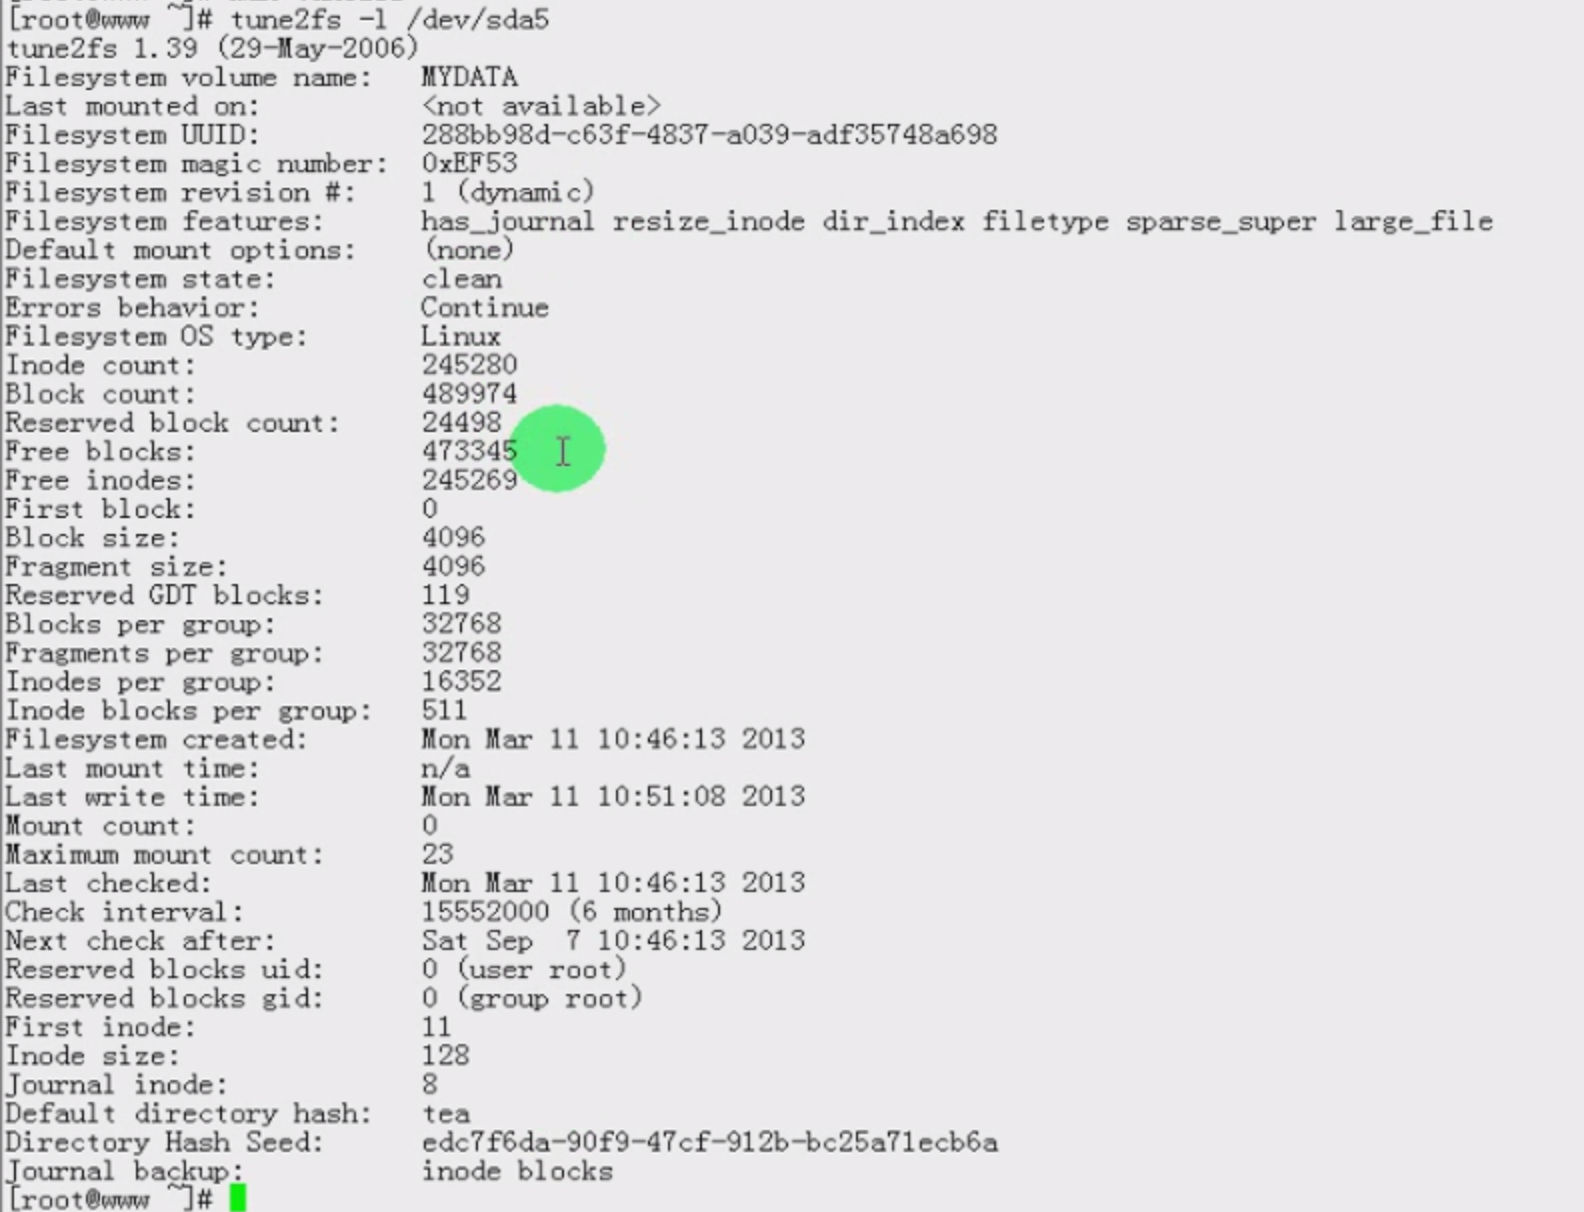 [root@www ~]# tune2fs -l /dev/sda5
tune2fs 1.39 (29-May-2006)
Filesystem volume name:   MYDATA
Last mounted on:          <not available>
Filesystem UUID:          288bb98d-c63f-4837-a039-adf35748a698
Filesystem magic number:  0xEF53
Filesystem revision #:    1 (dynamic)
Filesystem features:      has_journal resize_inode dir_index filetype sparse_super large_file
Default mount options:    (none)
Filesystem state:         clean
Errors behavior:          Continue
Filesystem OS type:       Linux
Inode count:              245280
Block count:              489974
Reserved block count:     24498
Free blocks:              473345
Free inodes:              245269
First block:              0
Block size:               4096
Fragment size:            4096
Reserved GDT blocks:      119
Blocks per group:         32768
Fragments per group:      32768
Inodes per group:         16352
Inode blocks per group:   511
Filesystem created:       Mon Mar 11 10:46:13 2013
Last mount time:          n/a
Last write time:          Mon Mar 11 10:51:08 2013
Mount count:              0
Maximum mount count:      23
Last checked:             Mon Mar 11 10:46:13 2013
Check interval:           15552000 (6 months)
Next check after:         Sat Sep  7 10:46:13 2013
Reserved blocks uid:      0 (user root)
Reserved blocks gid:      0 (group root)
First inode:              11
Inode size:               128
Journal inode:            8
Default directory hash:   tea
Directory Hash Seed:      edc7f6da-90f9-47cf-912b-bc25a71ecb6a
Journal backup:           inode blocks
[root@www ~]#